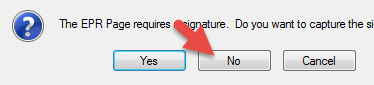 The EPR Page requires signature. Do you want to capture the
Yes No Cancel